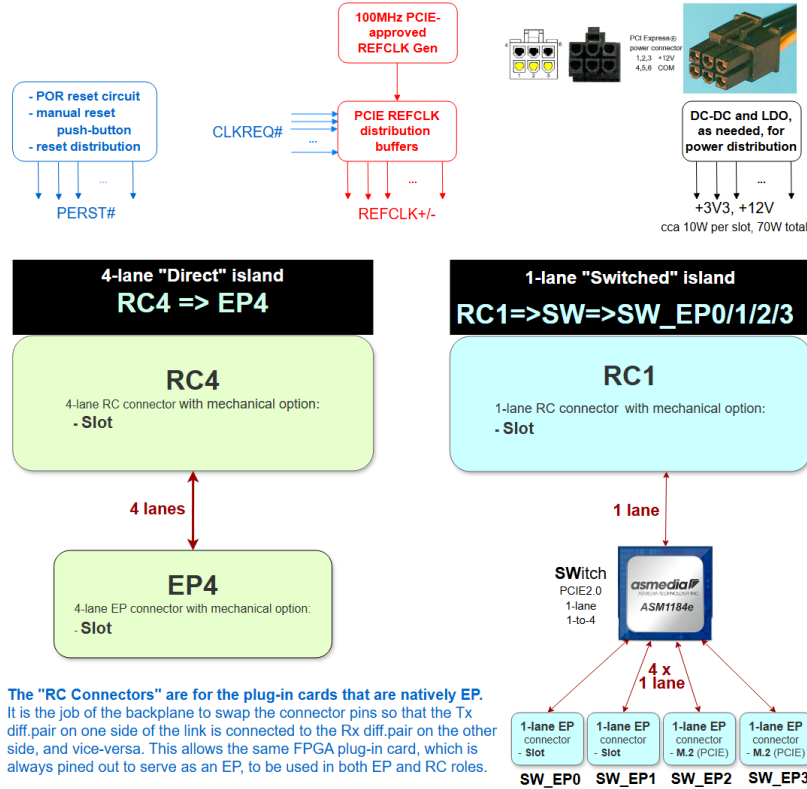 100MHz PCIE-
approved
REFCLK Gen
PCI Express®
power connector
1,2,3 +12V
4,5,6 COM
4
6
1 2 3
- POR reset circuit
- manual reset
push-button
- reset distribution
...
PERST#
CLKREQ#
...
PCIE REFCLK
distribution
buffers
...
REFCLK+/-
DC-DC and LDO,
as needed, for
power distribution
...
+3V3, +12V
cca 10W per slot, 70W total
4-lane "Direct" island
RC4 => EP4
RC4
4-lane RC connector with mechanical option:
- Slot
4 lanes
EP4
4-lane EP connector with mechanical option:
- Slot
1-lane "Switched" island
RC1=>SW=>SW_EP0/1/2/3
RC1
1-lane RC connector with mechanical option:
- Slot
1 lane
SWitch
PCIE2.0
1-lane
1-to-4
asmedia
ASMEDIA TECHNOLOGY INC.
ASM1184e
4 x
1 lane
1-lane EP
connector
- Slot
SW_EP0
1-lane EP
connector
- Slot
SW_EP1
1-lane EP
connector
- M.2 (PCIE)
SW_EP2
1-lane EP
connector
- M.2 (PCIE)
SW_EP3
The "RC Connectors" are for the plug-in cards that are natively EP.
It is the job of the backplane to swap the connector pins so that the Tx
diff.pair on one side of the link is connected to the Rx diff.pair on the other
side, and vice-versa. This allows the same FPGA plug-in card, which is
always pinned out to serve as an EP, to be used in both EP and RC roles.